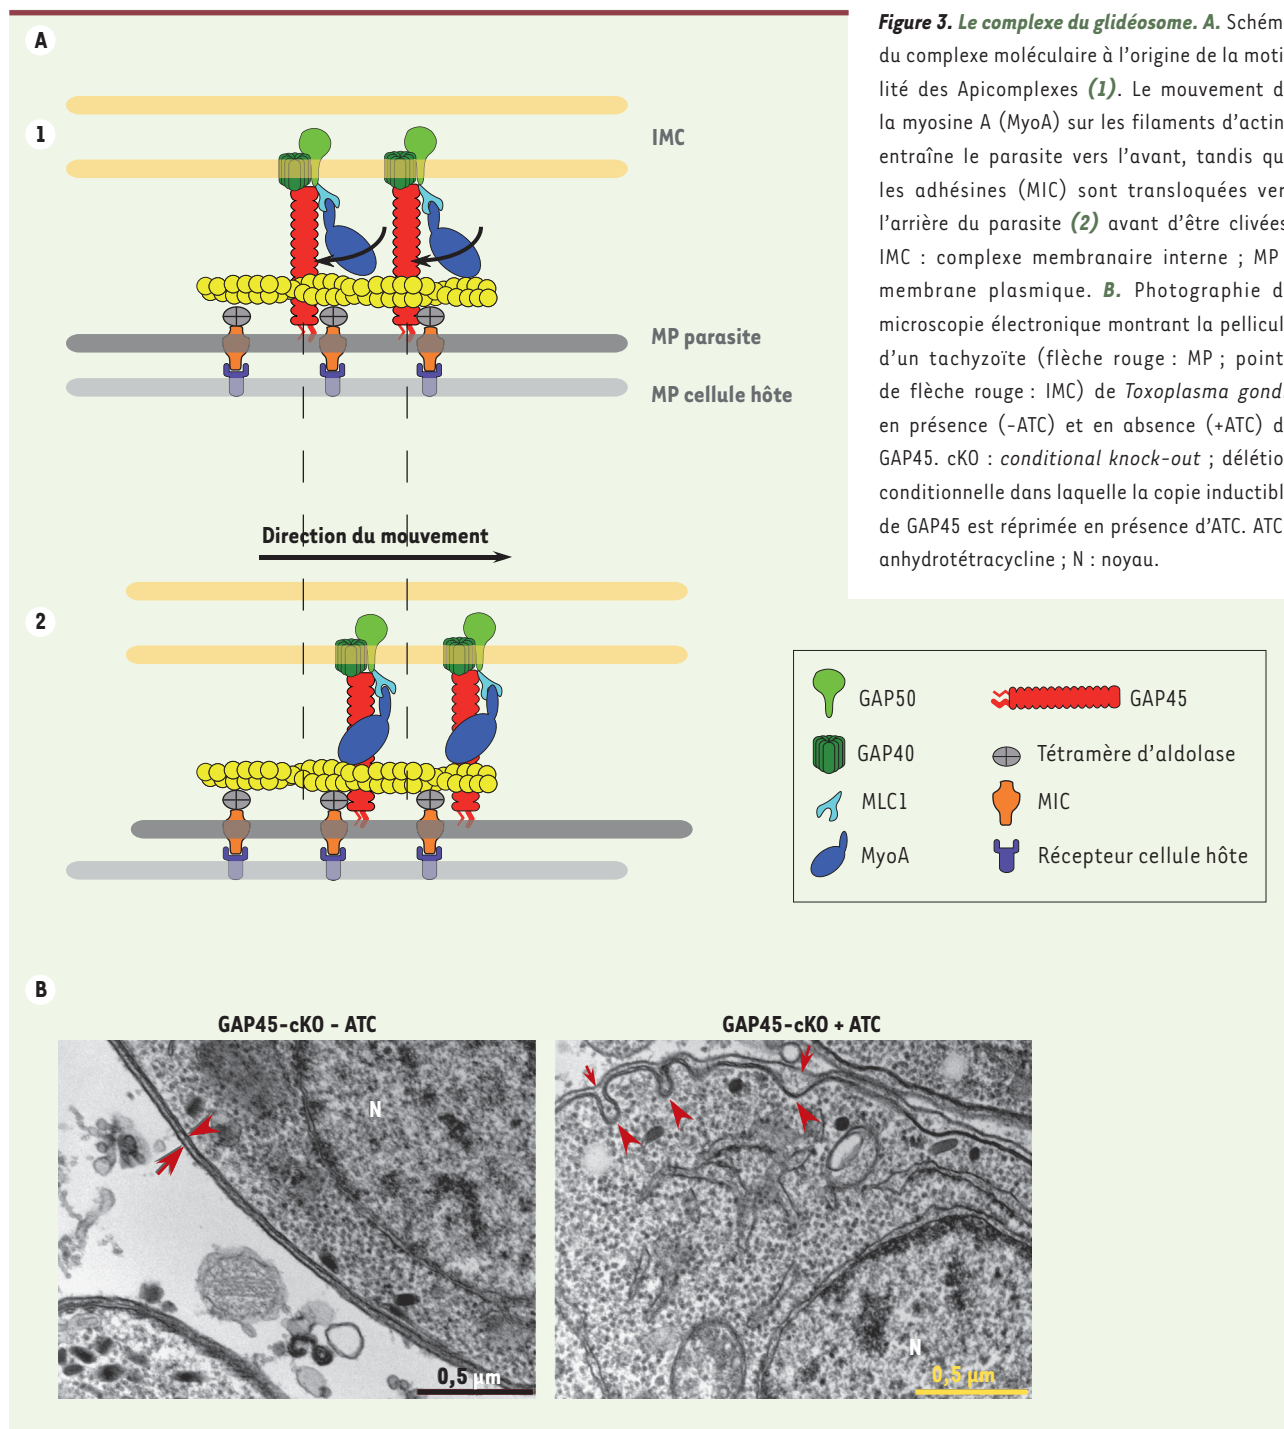 A
1
IMC
MP parasite
MP cellule hôte
Direction du mouvement
2
Figure 3. Le complexe du glidéosome. A. Schém
du complexe moléculaire à l’origine de la moti
lité des Apicomplexes (1). Le mouvement d
la myosine A (MyoA) sur les filaments d’actin
entraîne le parasite vers l’avant, tandis qu
les adhésines (MIC) sont transloquées ver
l’arrière du parasite (2) avant d’être clivées
IMC : complexe membranaire interne ; MP
membrane plasmique. B. Photographie d
microscopie électronique montrant la pellicul
d’un tachyzoïte (flèche rouge : MP ; point
de flèche rouge : IMC) de Toxoplasma gond
en présence (-ATC) et en absence (+ATC) d
GAP45. cKO : conditional knock-out ; délétio
conditionnelle dans laquelle la copie inductibl
de GAP45 est réprimée en présence d’ATC. ATC
anhydrotétracycline ; N : noyau.
GAP50
GAP45
GAP40
Tétramère d’aldolase
MLC1
MIC
MyoA
Récepteur cellule hôte
B
GAP45-cKO - ATC
GAP45-cKO + ATC
N
N
0,5 µm
0,5 µm